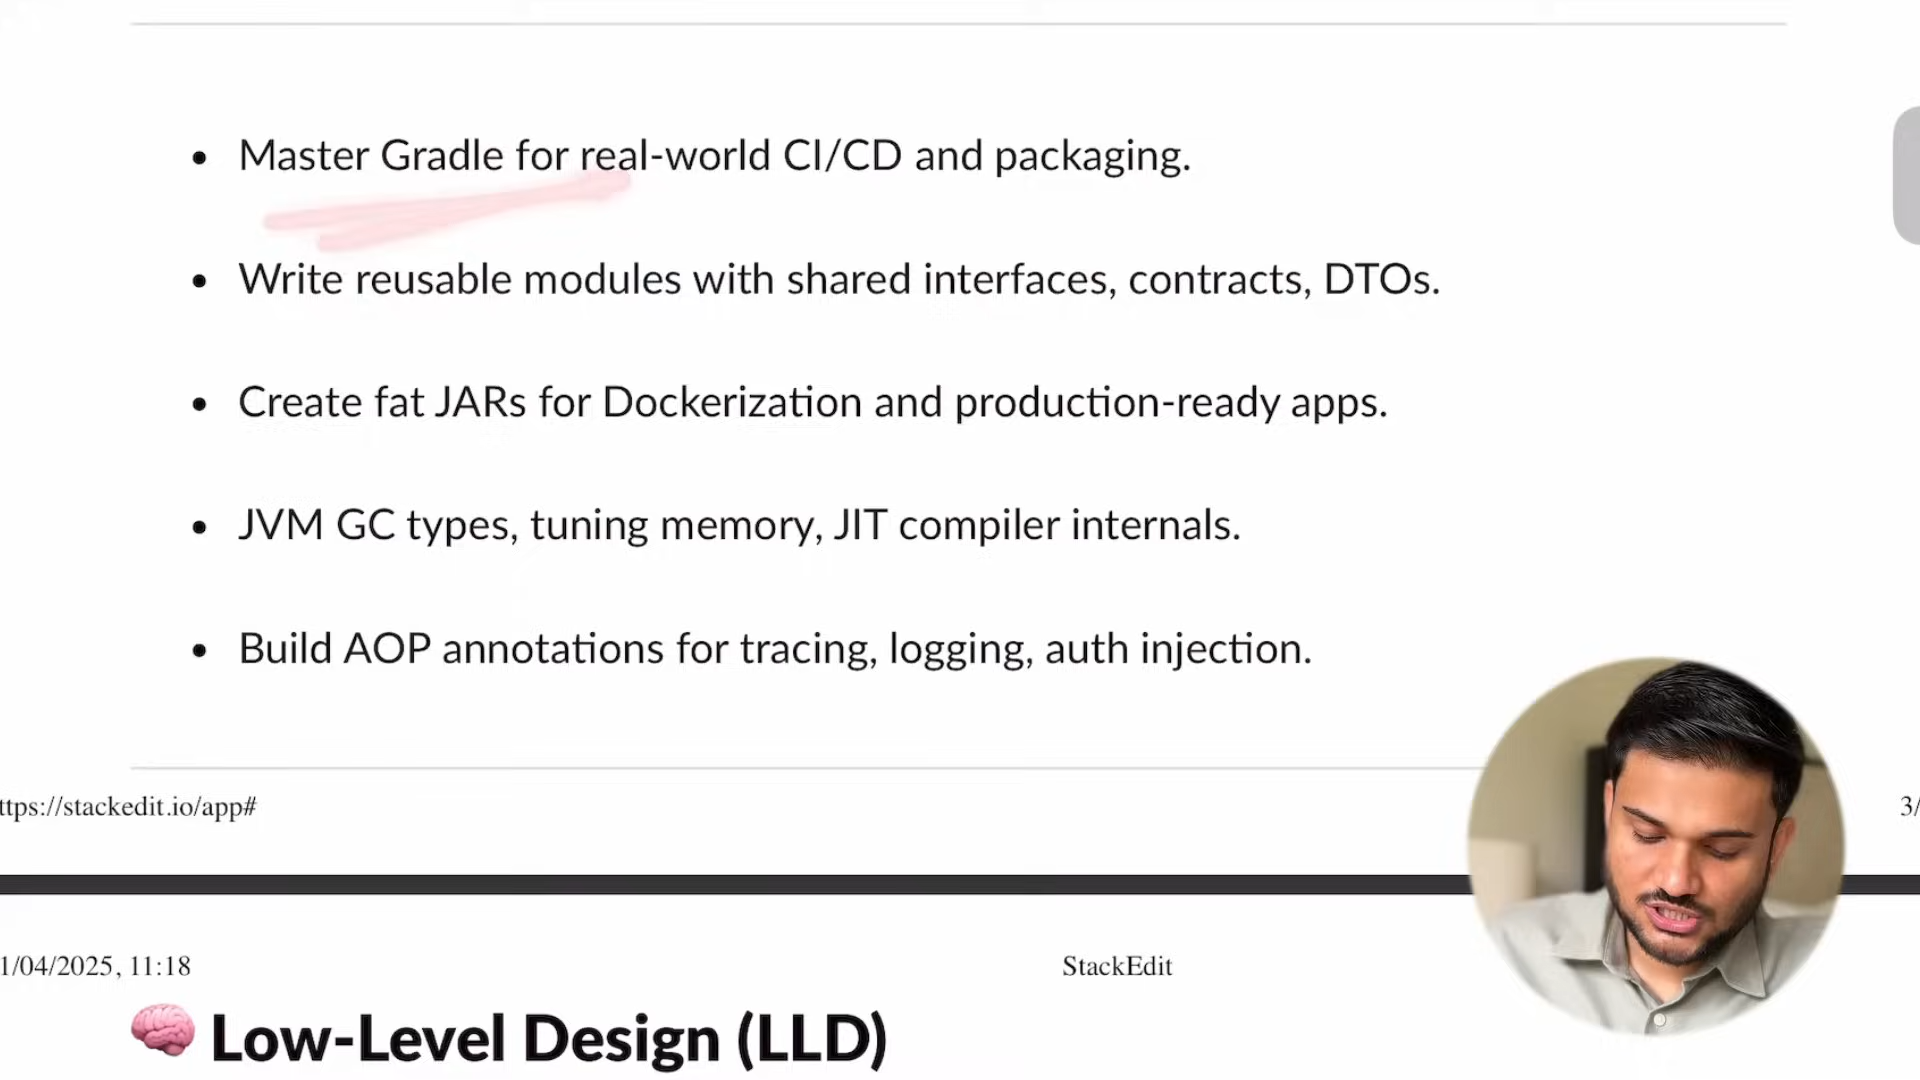 Master Gradle for real-world CI/CD and packaging.
Write reusable modules with shared interfaces, contracts, DTOs.
Create fat JARs for Dockerization and production-ready apps.
JVM GC types, tuning memory, JIT compiler internals.
Build AOP annotations for tracing, logging, auth injection.
ttps://stackedit.io/app#
3/
1/04/2025, 11:18
StackEdit
Low-Level Design (LLD)